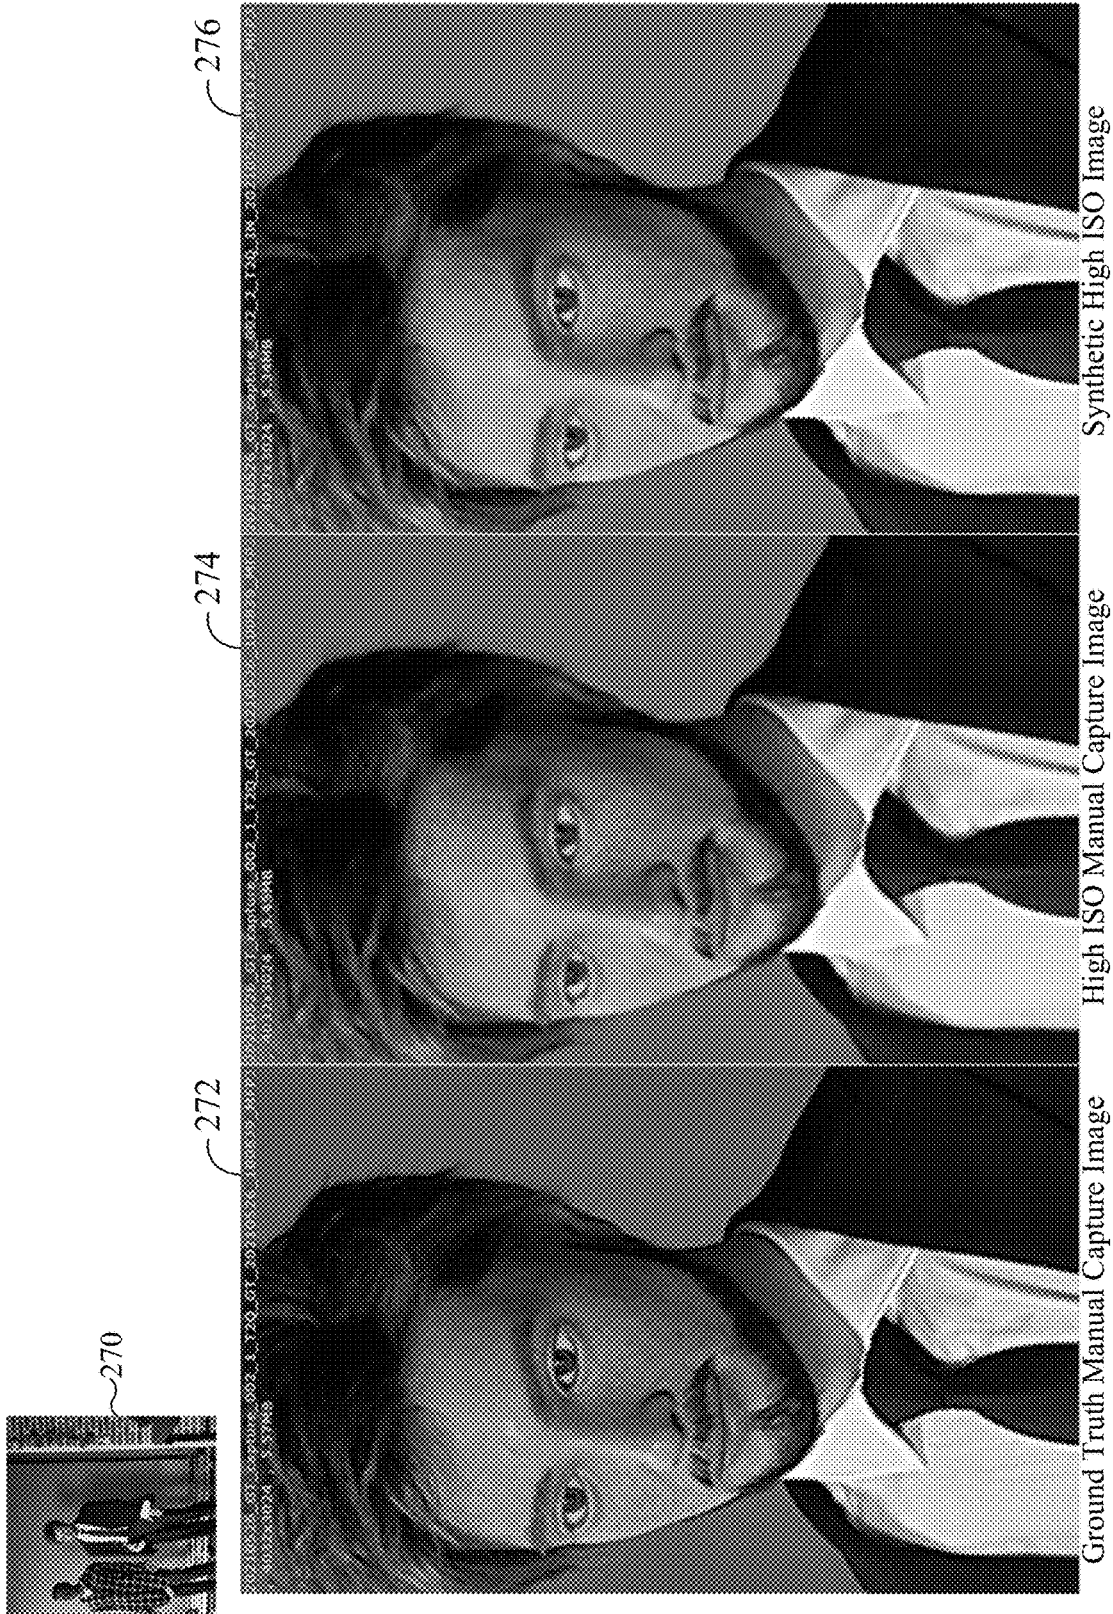 270
272
274
276
Ground Truth Manual Capture Image
High ISO Manual Capture Image
Synthetic High ISO Image